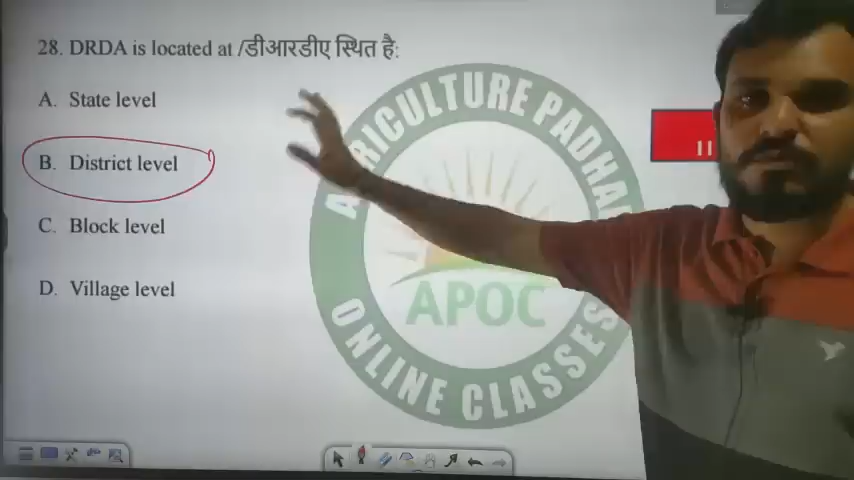 28. DRDA is located at /डीआरडीए स्थित है:
A. State level
B. District level
C. Block level
D. Village level
AGRICULTURE PADHAI
APOC
ONLINE CLASSES